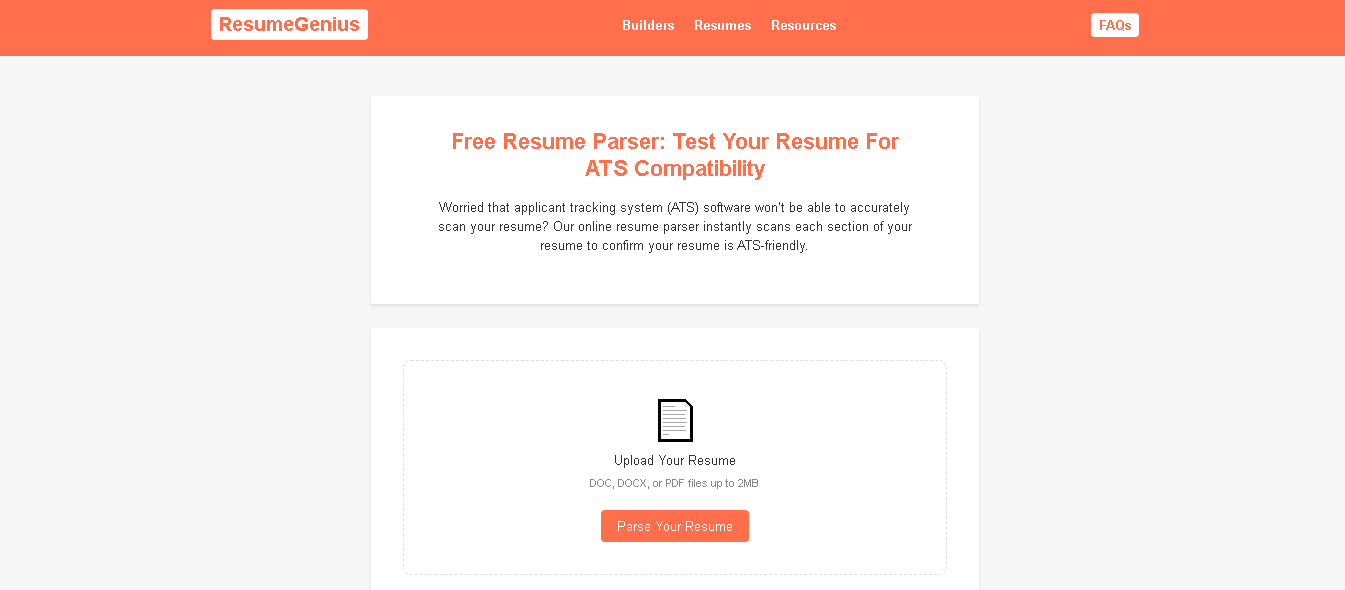 ResumeGenius
Builders Resumes Resources
FAQs
Free Resume Parser: Test Your Resume For
ATS Compatibility
Worried that applicant tracking system (ATS) software won't be able to accurately
scan your resume? Our online resume parser instantly scans each section of your
resume to confirm your resume is ATS-friendly.
Upload Your Resume
DOC, DOCX, or PDF files up to 2MB
Parse Your Resume